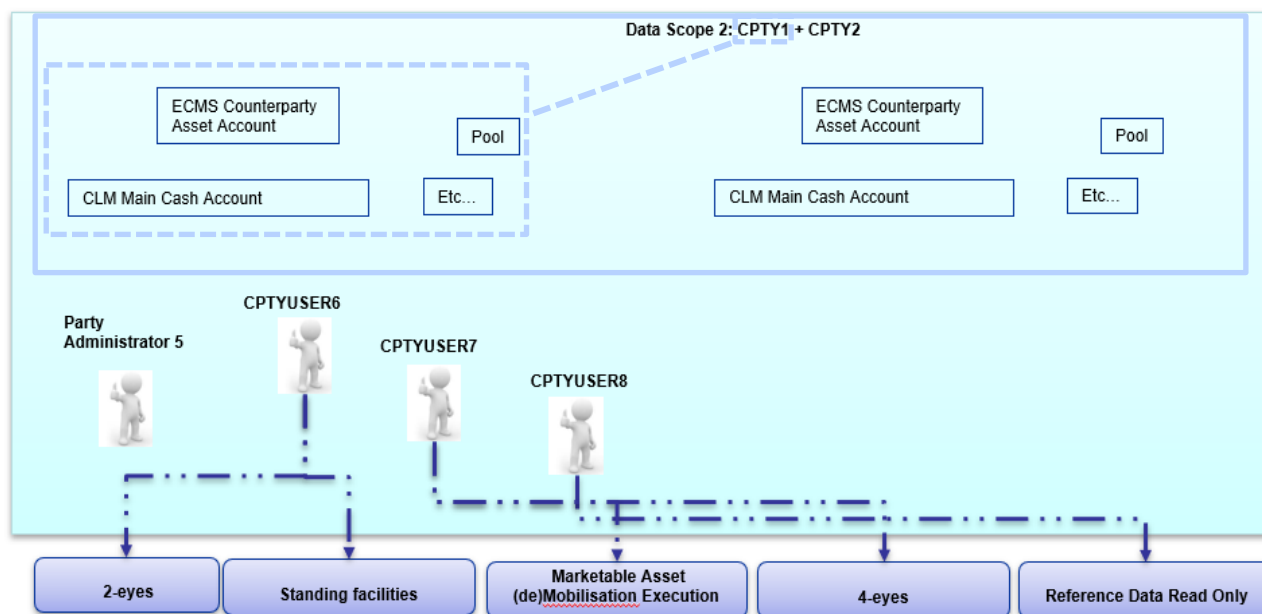 Data Scope 2: CPTY1 + CPTY2
ECMS Counterparty
Asset Account
Pool
CLM Main Cash Account
Etc...
ECMS Counterparty
Asset Account
Pool
CLM Main Cash Account
Etc...
Party
Administrator 5
CPTYUSER6
CPTYUSER7
CPTYUSER8
2-eyes
Standing facilities
Marketable Asset
(de)Mobilisation Execution
4-eyes
Reference Data Read Only